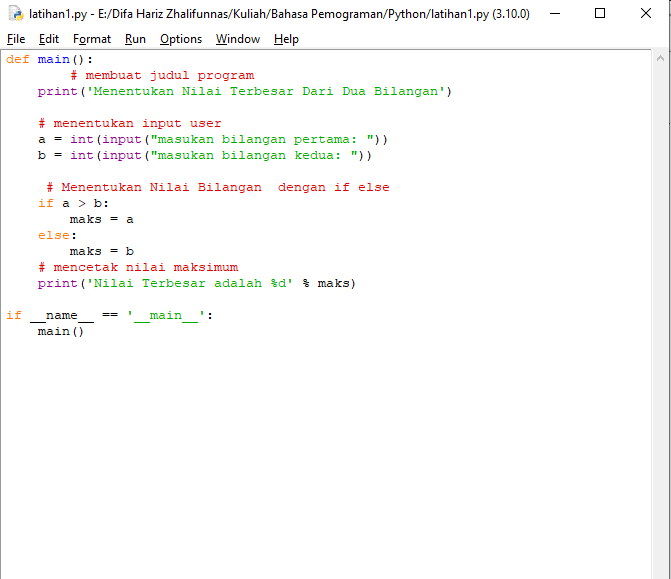 latihan1.py - E:/Difa Hariz Zhalifunnas/Kuliah/Bahasa Pemograman/Python/latihan1.py (3.10.0)
File Edit Format Run Options Window Help
def main():
        # membuat judul program
    print('Menentukan Nilai Terbesar Dari Dua Bilangan')

    # menentukan input user
    a = int(input("masukan bilangan pertama: "))
    b = int(input("masukan bilangan kedua: "))

     # Menentukan Nilai Bilangan  dengan if else
    if a > b:
        maks = a
    else:
        maks = b
    # mencetak nilai maksimum
    print('Nilai Terbesar adalah %d' % maks)

if __name__ == '__main__':
    main()